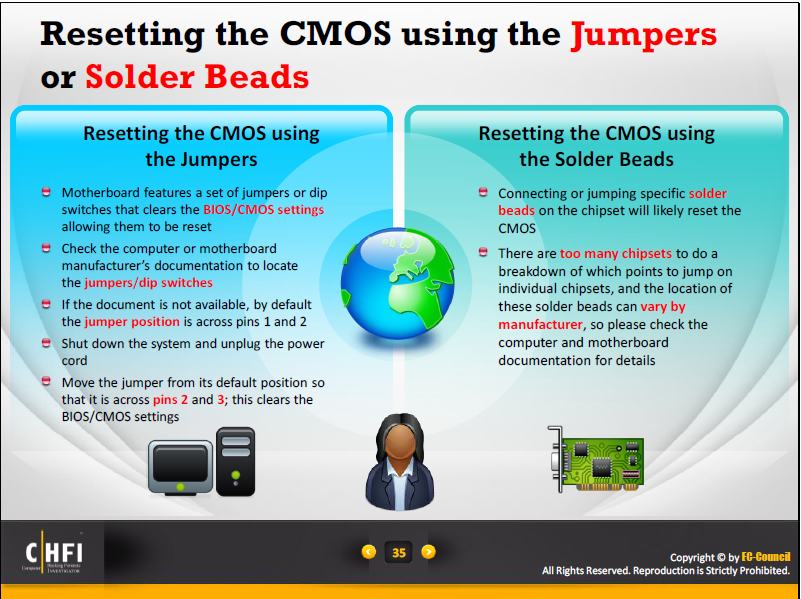 Resetting the CMOS using the Jumpers
or Solder Beads
Resetting the CMOS using
the Jumpers
Motherboard features a set of jumpers or dip
switches that clears the BIOS/CMOS settings
allowing them to be reset
Check the computer or motherboard
manufacturer's documentation to locate
the jumpers/dip switches
If the document is not available, by default
the jumper position is across pins 1 and 2
Shut down the system and unplug the power
cord
Move the jumper from its default position so
that it is across pins 2 and 3; this clears the
BIOS/CMOS settings
Resetting the CMOS using
the Solder Beads
Connecting or jumping specific solder
beads on the chipset will likely reset the
CMOS
There are too many chipsets to do a
breakdown of which points to jump on
individual chipsets, and the location of
these solder beads can vary by
manufacturer, so please check the
computer and motherboard
documentation for details
CHFI
Computer Hacking Forensic
INVESTIGATOR
35
Copyright © by EC-Council
All Rights Reserved. Reproduction is Strictly Prohibited.